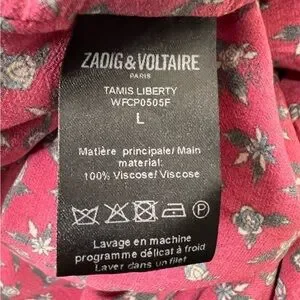 ZADIG&VOLTAIRE
PARIS
TAMIS LIBERTY
WFCP0505F
L
Matière principale/ Main
material:
100% Viscose/ Viscose
P
Lavage en machine
programme délicat à froid
Laver dans un filet